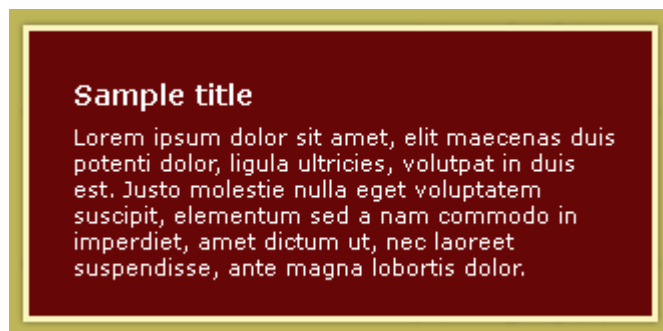 Sample title
Lorem ipsum dolor sit amet, elit maecenas duis
potenti dolor, ligula ultricies, volutpat in duis
est. Justo molestie nulla eget voluptatem
suscipit, elementum sed a nam commodo in
imperdiet, amet dictum ut, nec laoreet
suspendisse, ante magna lobortis dolor.